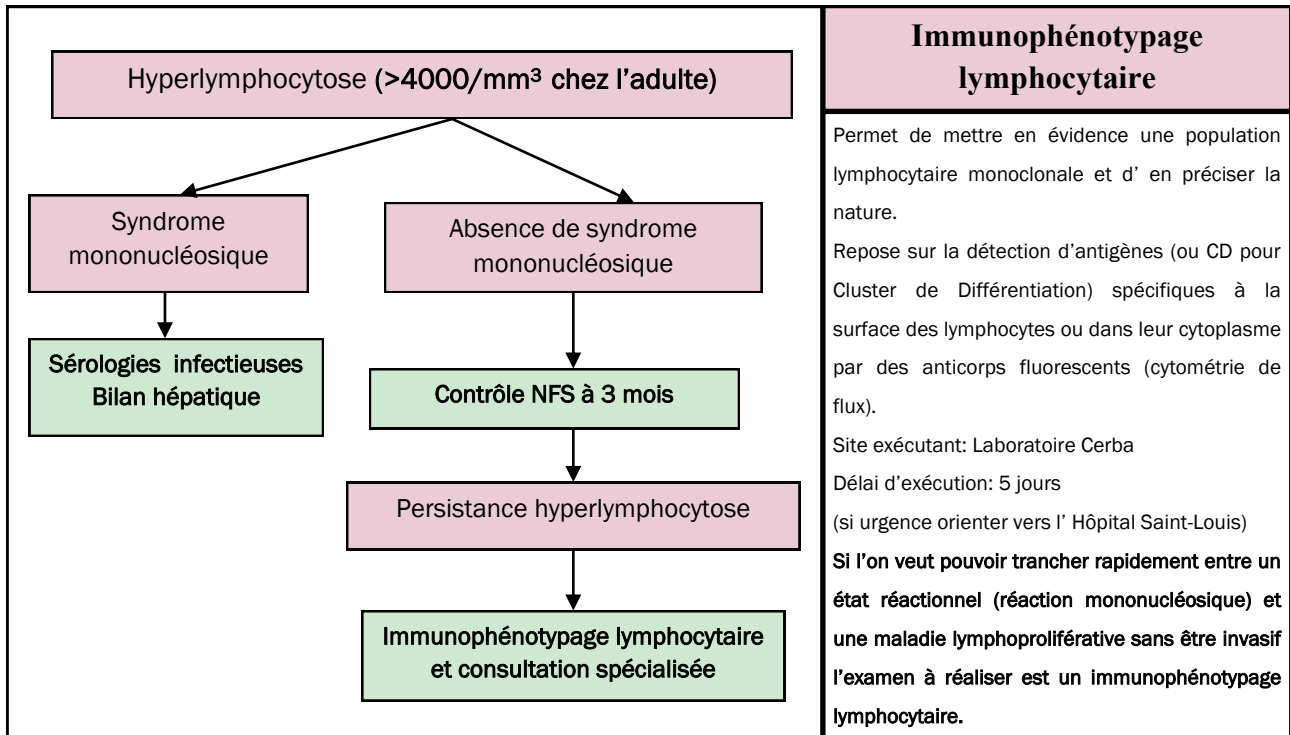 Hyperlymphocytose (>4000/mm³ chez l’adulte)
Syndrome
mononucléosique
Absence de syndrome
mononucléosique
Sérologies infectieuses
Bilan hépatique
Contrôle NFS à 3 mois
Persistance hyperlymphocytose
Immunophénotypage lymphocytaire
et consultation spécialisée
Immunophénotypage
lymphocytaire
Permet de mettre en évidence une population
lymphocytaire monoclonale et d’ en préciser la
nature.
Repose sur la détection d’antigènes (ou CD pour
Cluster de Différentiation) spécifiques à la
surface des lymphocytes ou dans leur cytoplasme
par des anticorps fluorescents (cytométrie de
flux).
Site exécutant: Laboratoire Cerba
Délai d’exécution: 5 jours
(si urgence orienter vers l’ Hôpital Saint-Louis)
Si l’on veut pouvoir trancher rapidement entre un
état réactionnel (réaction mononucléosique) et
une maladie lymphoproliférative sans être invasif
l’examen à réaliser est un immunophénotypage
lymphocytaire.